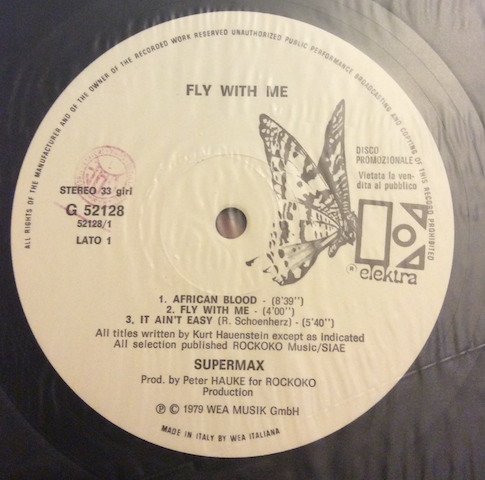 ALL RIGHTS OF THE MANUFACTURER AND OF THE OWNER OF THE RECORDED WORK RESERVED UNAUTHORIZED PUBLIC PERFORMANCE BROADCASTING AND COPYING OF THIS RECORD PROHIBITED
FLY WITH ME
DISCO
PROMOZIONALE
Vietata la ven-
dita al pubblico
STEREO 33 giri
G 52128
52128/1
LATO 1
® elektra
1. AFRICAN BLOOD - (8'39")
2. FLY WITH ME - (4'00")
3. IT AIN'T EASY (R. Schoenherz) - (5'40")
All titles written by Kurt Hauenstein except as indicated
All selection published ROCKOKO Music/SIAE
SUPERMAX
Prod. by Peter HAUKE for ROCKOKO
Production
℗ © 1979 WEA MUSIK GmbH
MADE IN ITALY BY WEA ITALIANA